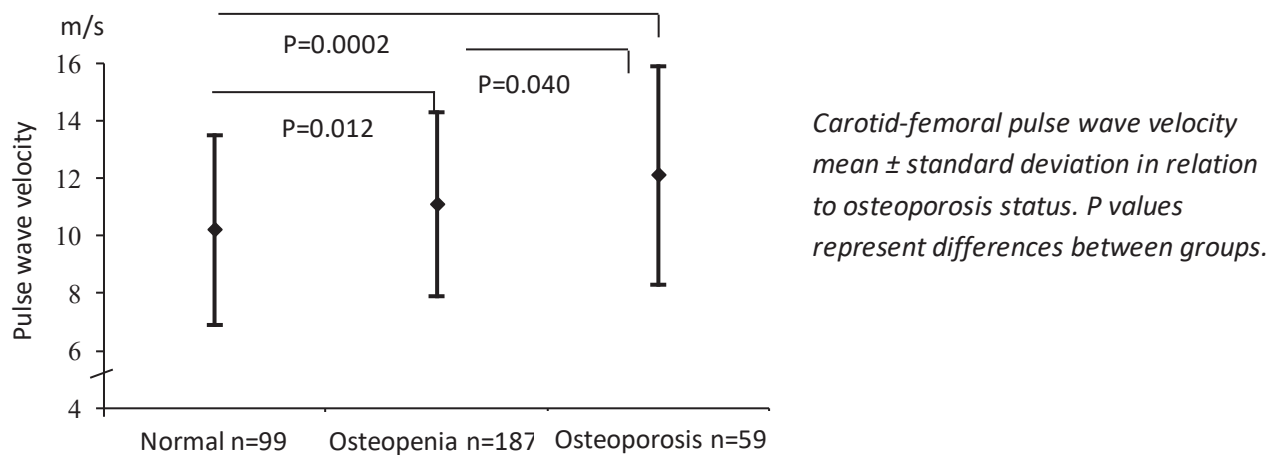 m/s
P=0.0002
16
P=0.040
14
P=0.012
12
10
8
6
4
Pulse wave velocity
Normal n=99
Osteopenia n=187
Osteoporosis n=59
Carotid-femoral pulse wave velocity
mean ± standard deviation in relation
to osteoporosis status. P values
represent differences between groups.